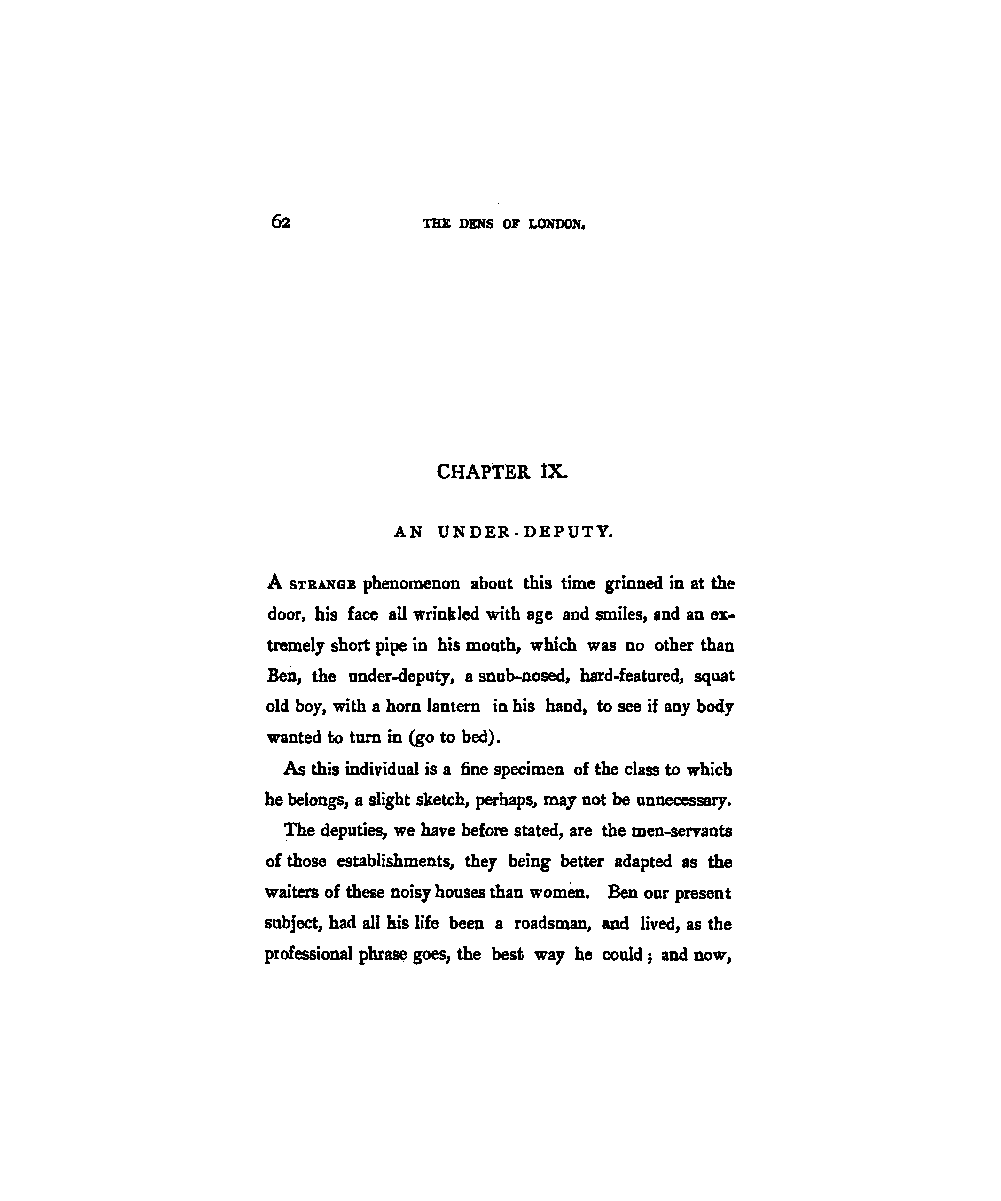 62 THE DENS OF LONDON.
CHAPTER IX.
AN UNDER-DEPUTY.
A STRANGE phenomenon about this time grinned in at the
door, his face all wrinkled with age and smiles, and an ex-
tremely short pipe in his mouth, which was no other than
Ben, the under-deputy, a snub-nosed, hard-featured, squat
old boy, with a horn lantern in his hand, to see if any body
wanted to turn in (go to bed).
As this individual is a fine specimen of the class to which
he belongs, a slight sketch, perhaps, may not be unnecessary.
The deputies, we have before stated, are the men-servants
of those establishments, they being better adapted as the
waiters of these noisy houses than women. Ben our present
subject, had all his life been a roadsman, and lived, as the
professional phrase goes, the best way he could; and now,